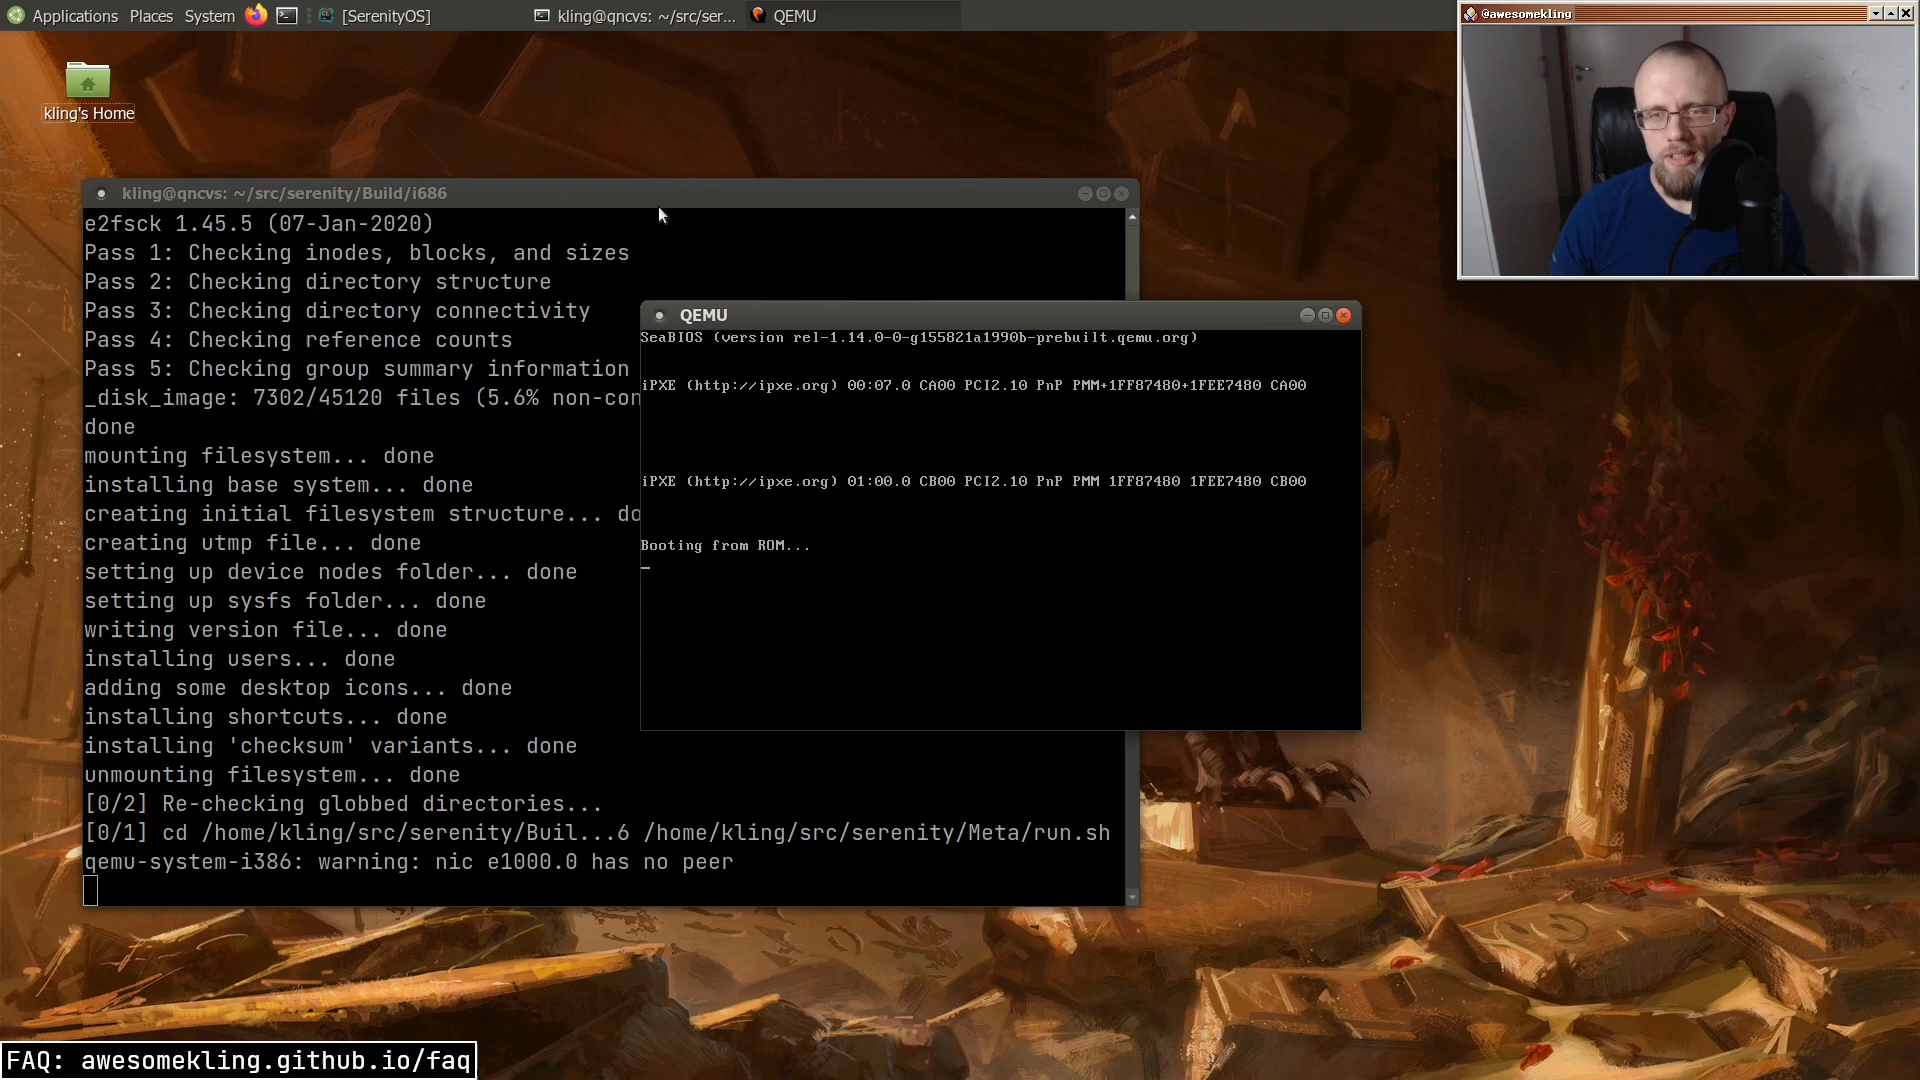 Applications Places System [SerenityOS] kling@qncvs: ~/src/ser... QEMU
@awesomekling
kling's Home
kling@qncvs: ~/src/serenity/Build/i686
e2fsck 1.45.5 (07-Jan-2020)
Pass 1: Checking inodes, blocks, and sizes
Pass 2: Checking directory structure
Pass 3: Checking directory connectivity
Pass 4: Checking reference counts
Pass 5: Checking group summary information
_disk_image: 7302/45120 files (5.6% non-con
done
mounting filesystem... done
installing base system... done
creating initial filesystem structure... do
creating utmp file... done
setting up device nodes folder... done
setting up sysfs folder... done
writing version file... done
installing users... done
adding some desktop icons... done
installing shortcuts... done
installing 'checksum' variants... done
unmounting filesystem... done
[0/2] Re-checking globbed directories...
[0/1] cd /home/kling/src/serenity/Buil...6 /home/kling/src/serenity/Meta/run.sh
qemu-system-i386: warning: nic e1000.0 has no peer
QEMU
SeaBIOS (version rel-1.14.0-0-g155821a1990b-prebuilt.qemu.org)
iPXE (http://ipxe.org) 00:07.0 CA00 PCI2.10 PnP PMM+1FF87480+1FEE7480 CA00
iPXE (http://ipxe.org) 01:00.0 CB00 PCI2.10 PnP PMM 1FF87480 1FEE7480 CB00
Booting from ROM...
FAQ: awesomekling.github.io/faq